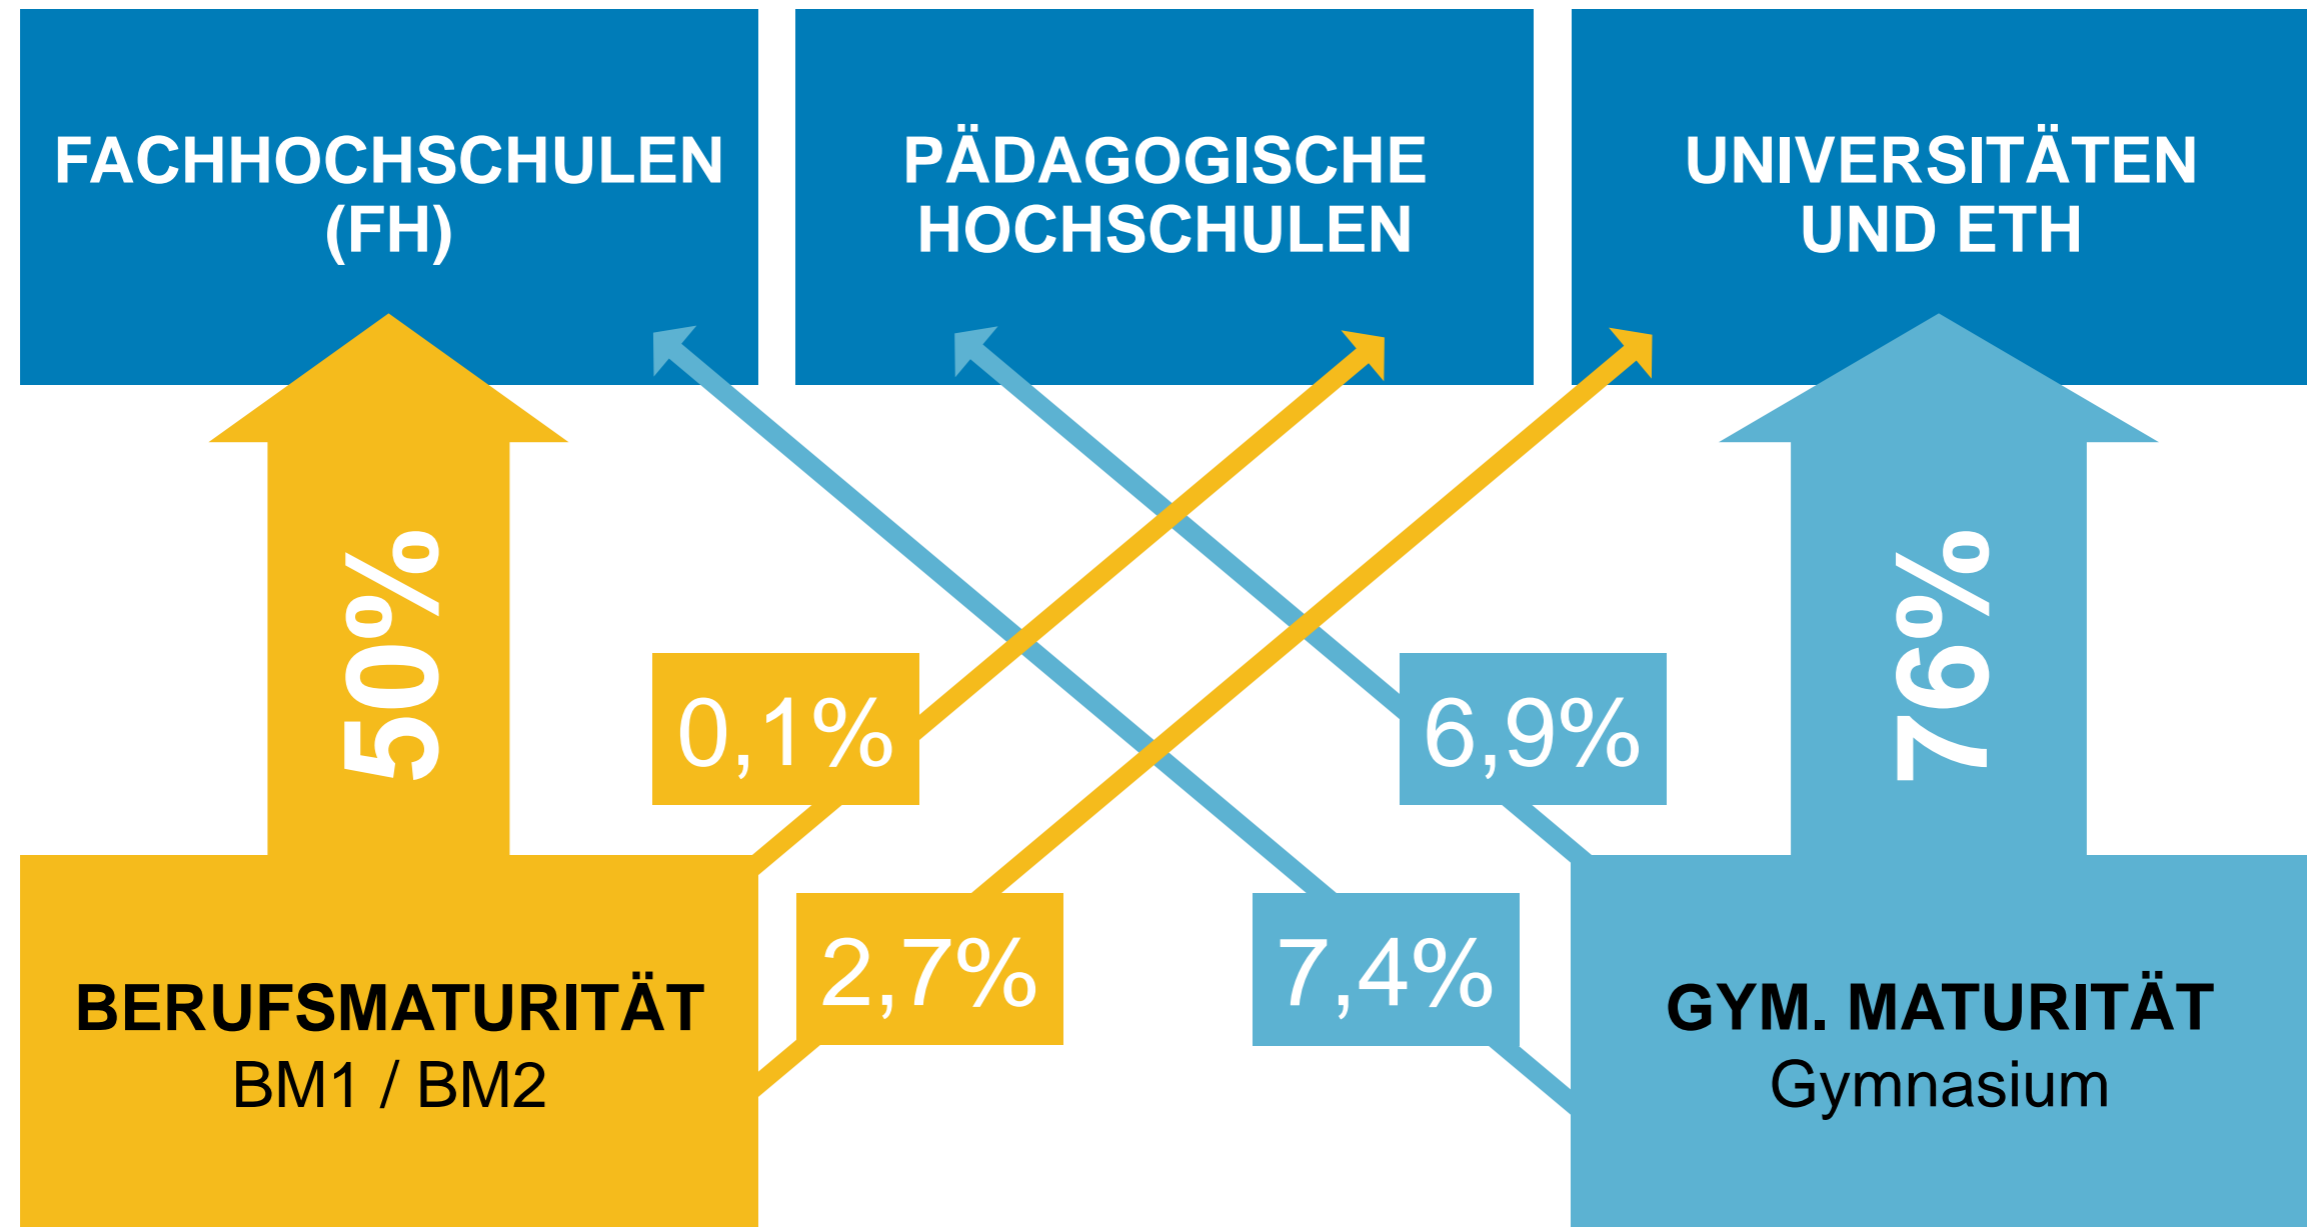 FACHHOCHSCHULEN
(FH)
PÄDAGOGISCHE
HOCHSCHULEN
UNIVERSITÄTEN
UND ETH
50%
0,1%
6,9%
76%
2,7%
7,4%
BERUFSMATURITÄT
BM1 / BM2
GYM. MATURITÄT
Gymnasium